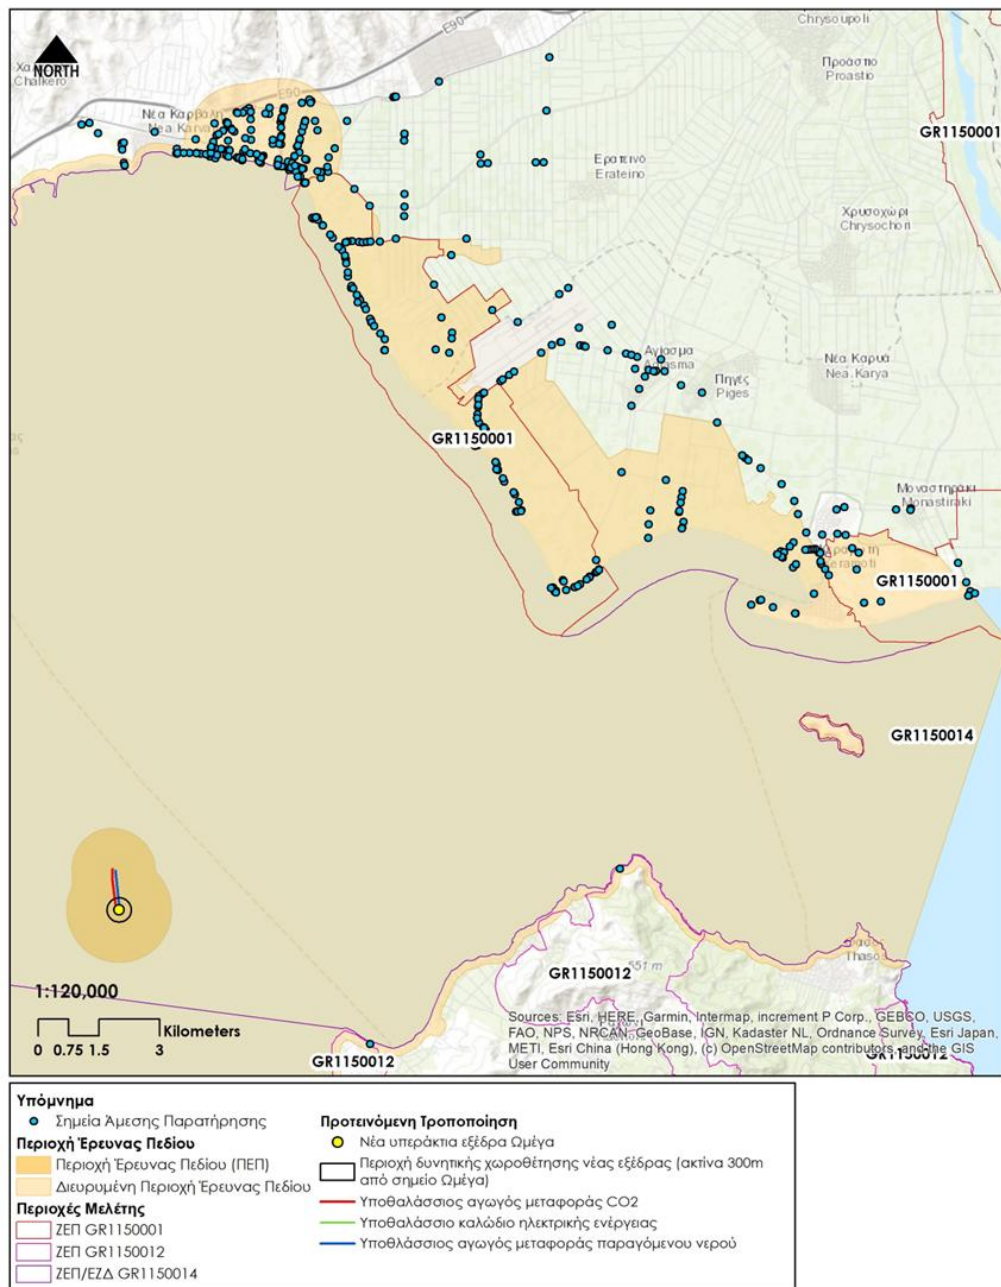 Chrysoupoli
E90
Προάστιο
Proastio
NORTH
Chalkero
E90
Νέα Καρβάλη
Nea Karva
GR1150001
Ερατεινό
Erateino
Χρυσοχώρι
Chrysochori
Αγίασμα
Agiasma
Πηγές
Piges
Νέα Καρυά
Nea Karya
GR1150001
Μοναστηράκι
Monastiraki
Keramoti
GR1150001
GR1150014
Thasos
GR1150012
551 m
1:120,000
Kilometers
0 0.75 1.5 3
GR1150012
GR1150012
Sources: Esri, HERE, Garmin, Intermap, increment P Corp., GEBCO, USGS,
FAO, NPS, NRCAN, GeoBase, IGN, Kadaster NL, Ordnance Survey, Esri Japan,
METI, Esri China (Hong Kong), (c) OpenStreetMap contributors, and the GIS
User Community
Υπόμνημα
Σημεία Άμεσης Παρατήρησης
Περιοχή Έρευνας Πεδίου
Περιοχή Έρευνας Πεδίου (ΠΕΠ)
Διευρυμένη Περιοχή Έρευνας Πεδίου
Περιοχές Μελέτης
ΖΕΠ GR1150001
ΖΕΠ GR1150012
ΖΕΠ/ΕΖΔ GR1150014
Προτεινόμενη Τροποποίηση
Νέα υπεράκτια εξέδρα Ωμέγα
Περιοχή δυνητικής χωροθέτησης νέας εξέδρας (ακτίνα 300m
από σημείο Ωμέγα)
Υποθαλάσσιος αγωγός μεταφοράς CO2
Υποθαλάσσιο καλώδιο ηλεκτρικής ενέργειας
Υποθλάσσιος αγωγός μεταφοράς παραγόμενου νερού